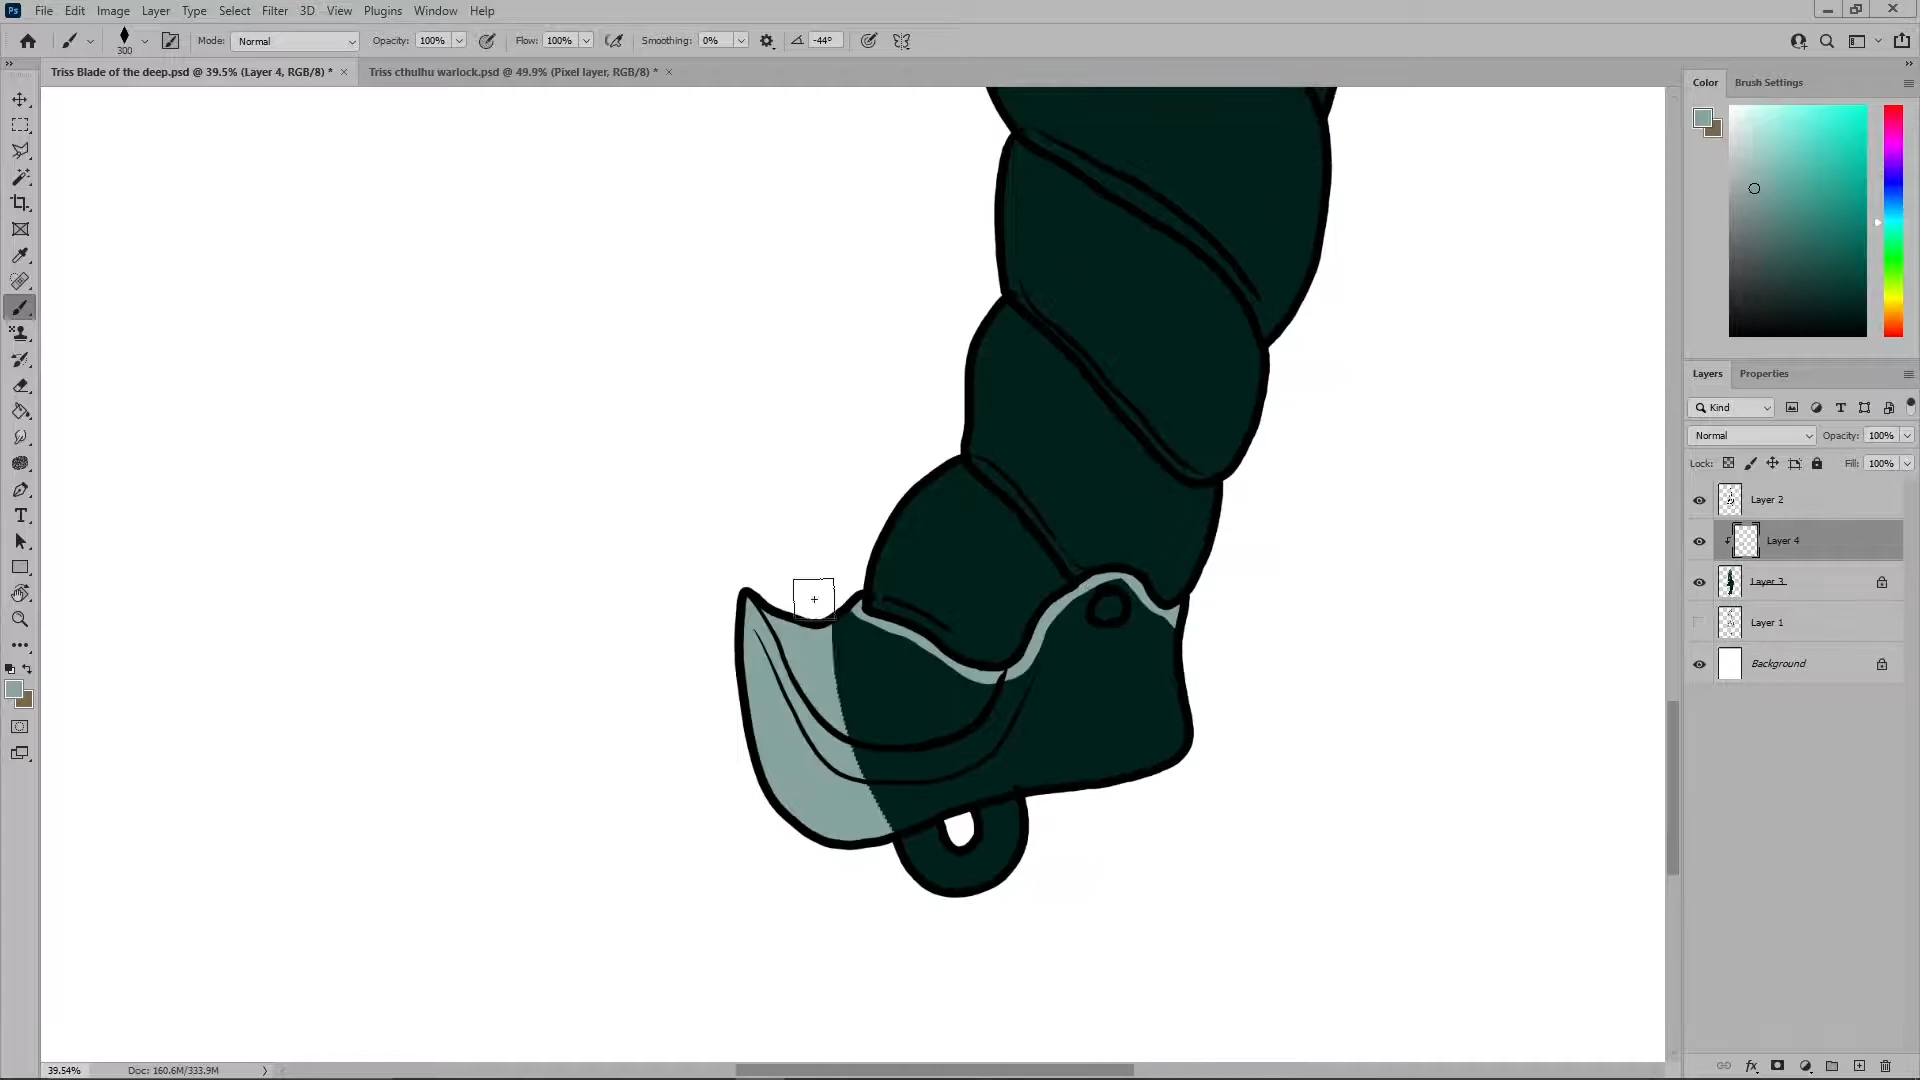 Ps File Edit Image Layer Type Select Filter 3D View Plugins Window Help
300 Mode: Normal Opacity: 100% Flow: 100% Smoothing: 0% -44°
Triss Blade of the deep.psd @ 39.5% (Layer 4, RGB/8) * × Triss cthulhu warlock.psd @ 49.9% (Pixel layer, RGB/8) * ×
Color Brush Settings
Layers Properties
Kind
Normal Opacity: 100%
Lock: Fill: 100%
Layer 2
Layer 4
Layer 3
Layer 1
Background
39.54% Doc: 160.6M/333.9M
fx